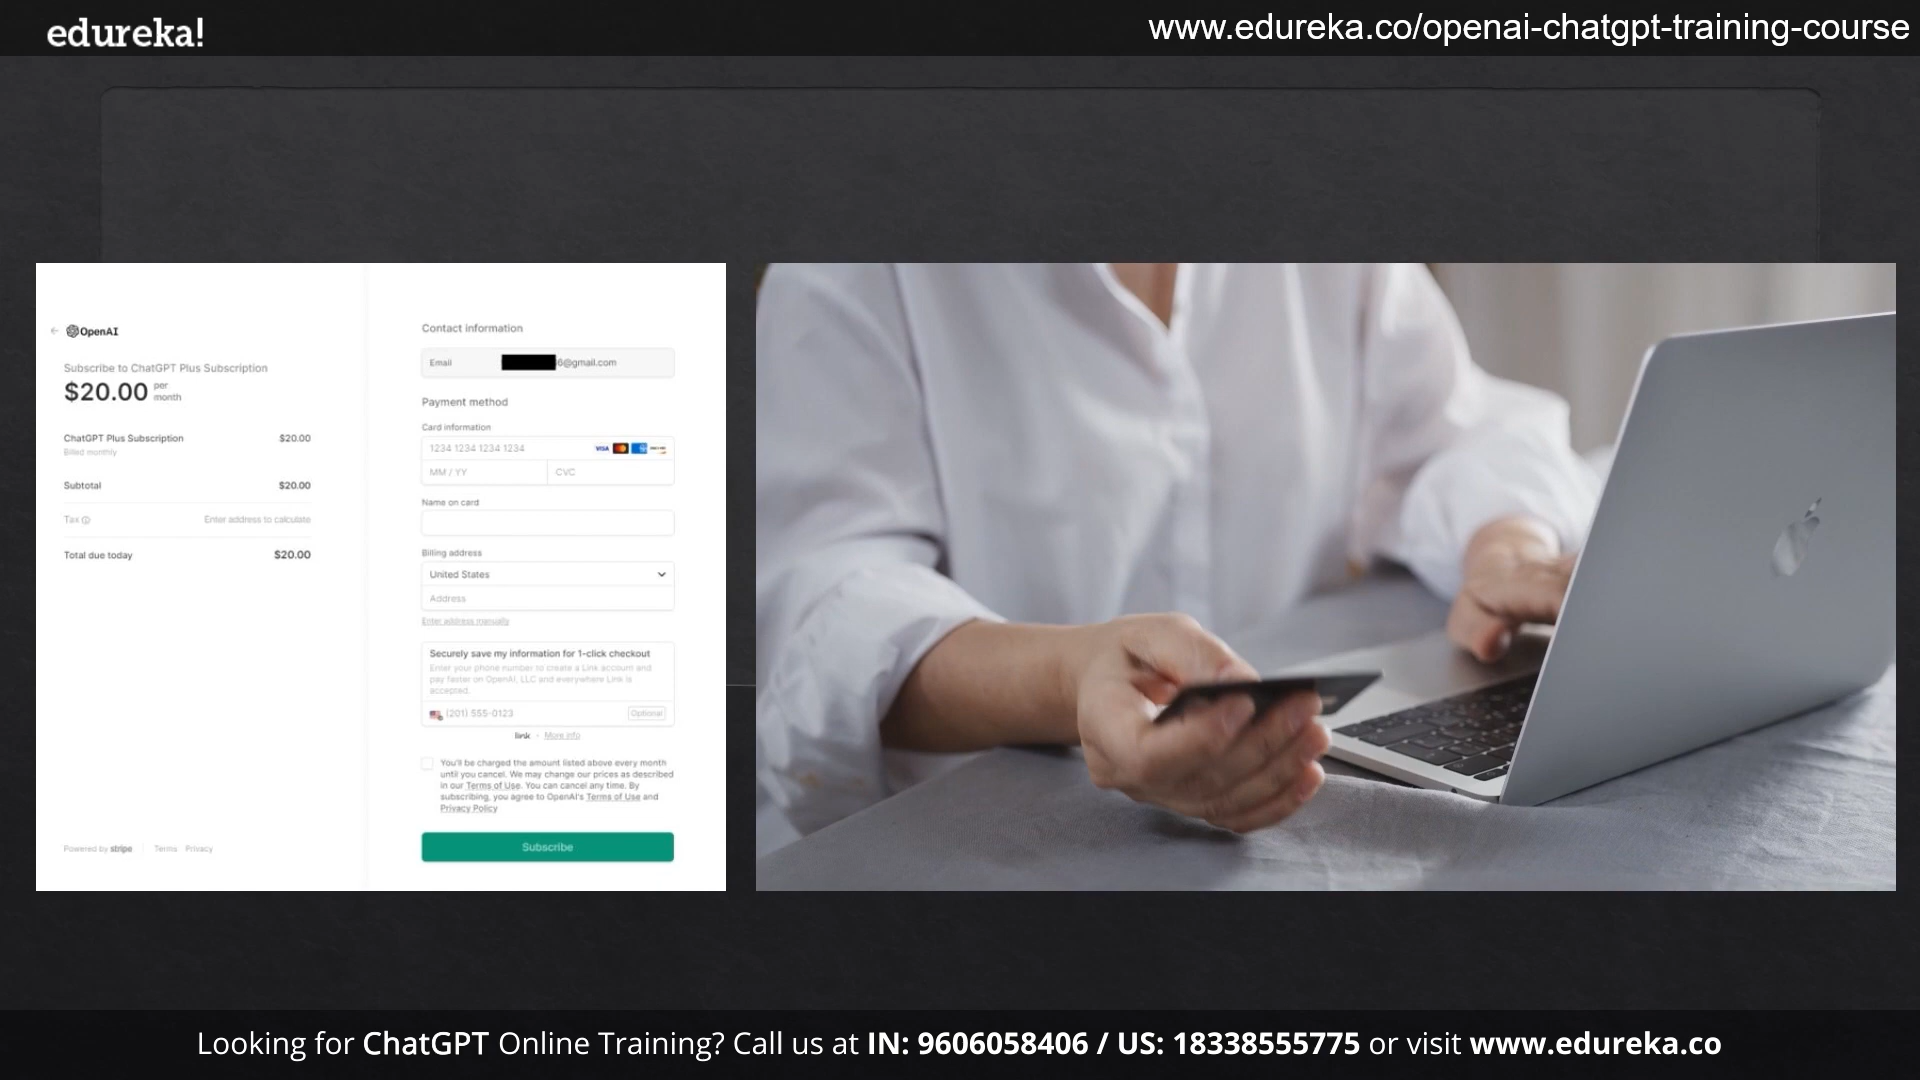 edureka!
www.edureka.co/openai-chatgpt-training-course
OpenAI
Subscribe to ChatGPT Plus Subscription
$20.00 per
month
ChatGPT Plus Subscription $20.00
Billed monthly
Subtotal $20.00
Tax Enter address to calculate
Total due today $20.00
Powered by stripe Terms Privacy
Contact information
Email 6@gmail.com
Payment method
Card information
1234 1234 1234 1234 VISA
MM / YY CVC
Name on card
Billing address
United States
Address
Enter address manually
Securely save my information for 1-click checkout
Enter your phone number to create a Link account and
pay faster on OpenAI, LLC and everywhere Link is
accepted.
(201) 555-0123 Optional
link · More info
You'll be charged the amount listed above every month
until you cancel. We may change our prices as described
in our Terms of Use. You can cancel any time. By
subscribing, you agree to OpenAI's Terms of Use and
Privacy Policy
Subscribe
Looking for ChatGPT Online Training? Call us at IN: 9606058406 / US: 18338555775 or visit www.edureka.co